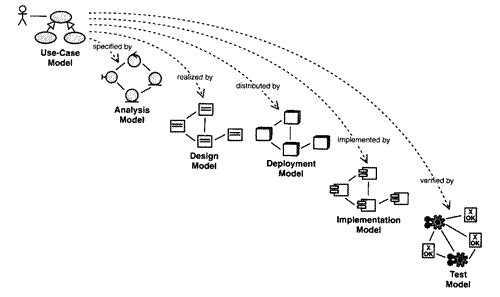 Use-Case
Model
specified by
Analysis
Model
realized by
Design
Model
distributed by
Deployment
Model
implemented by
Implementation
Model
verified by
X
OK
X
OK
X
OK
Test
Model